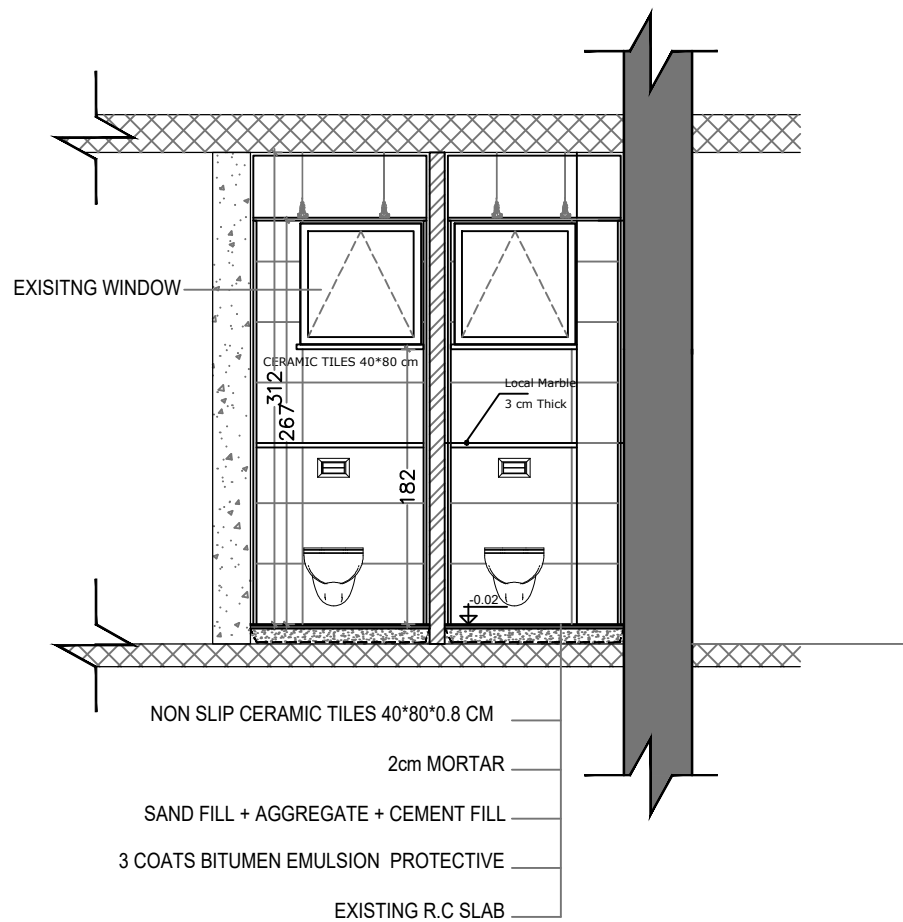 EXISITNG WINDOW
CERAMIC TILES 40*80 cm
312
267
182
Local Marble
3 cm Thick
-0.02
NON SLIP CERAMIC TILES 40*80*0.8 CM
2cm MORTAR
SAND FILL + AGGREGATE + CEMENT FILL
3 COATS BITUMEN EMULSION PROTECTIVE
EXISTING R.C SLAB